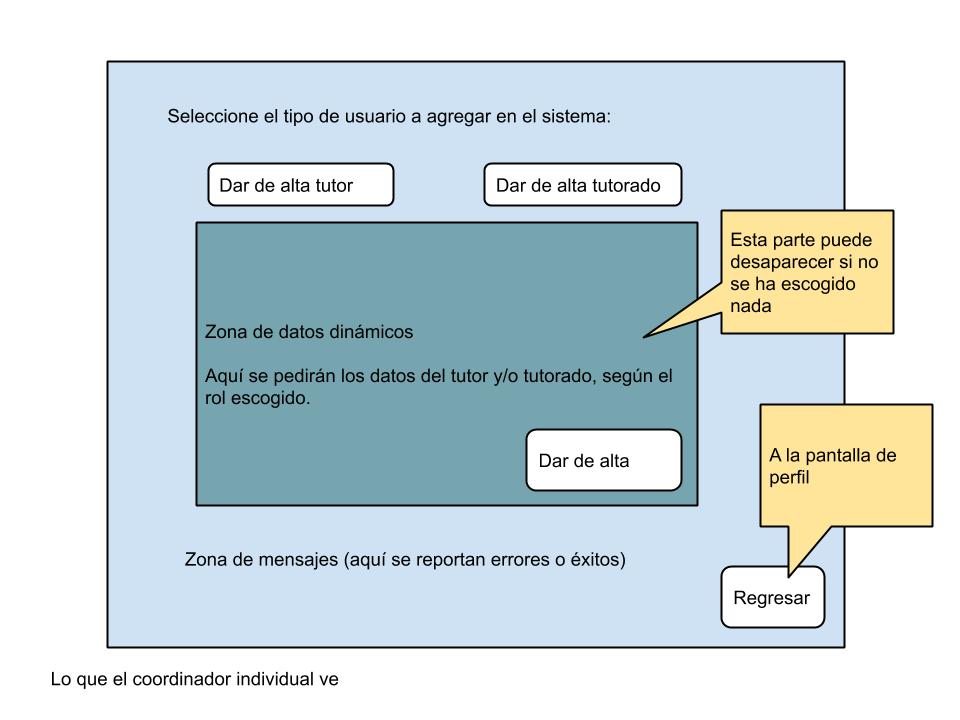 Seleccione el tipo de usuario a agregar en el sistema:
Dar de alta tutor
Dar de alta tutorado
Esta parte puede
desaparecer si no
se ha escogido
nada
Zona de datos dinámicos
Aquí se pedirán los datos del tutor y/o tutorado, según el
rol escogido.
Dar de alta
A la pantalla de
perfil
Zona de mensajes (aquí se reportan errores o éxitos)
Regresar
Lo que el coordinador individual ve